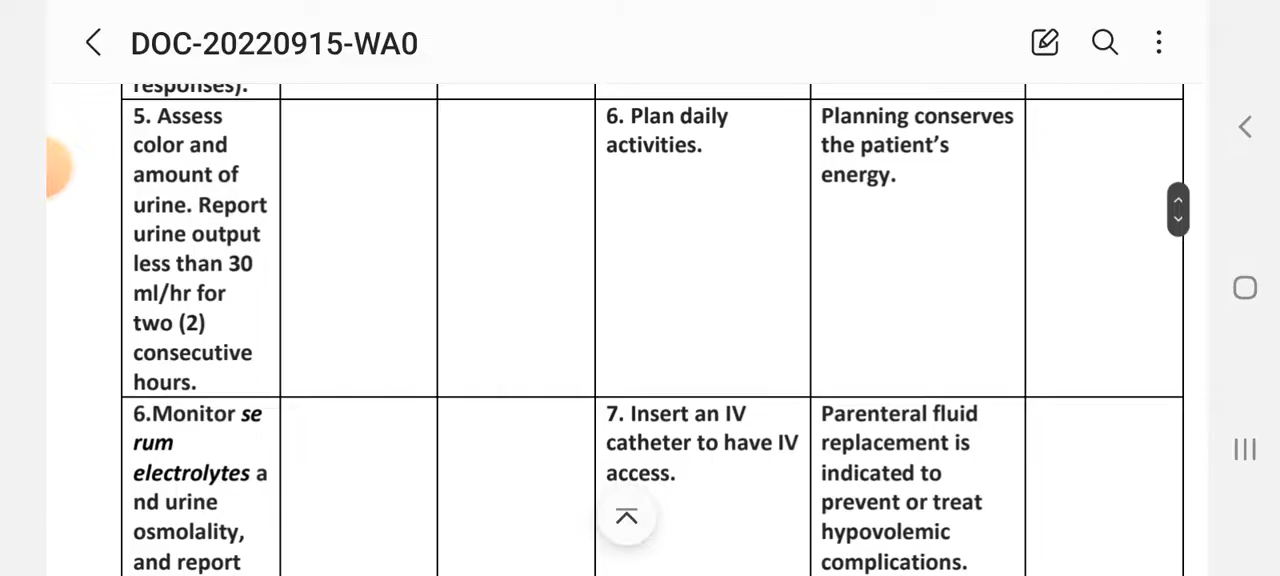 DOC-20220915-WA0
responses).
5. Assess
color and
amount of
urine. Report
urine output
less than 30
ml/hr for
two (2)
consecutive
hours.
6. Plan daily
activities.
Planning conserves
the patient's
energy.
6.Monitor se
rum
electrolytes a
nd urine
osmolality,
and report
7. Insert an IV
catheter to have IV
access.
Parenteral fluid
replacement is
indicated to
prevent or treat
hypovolemic
complications.